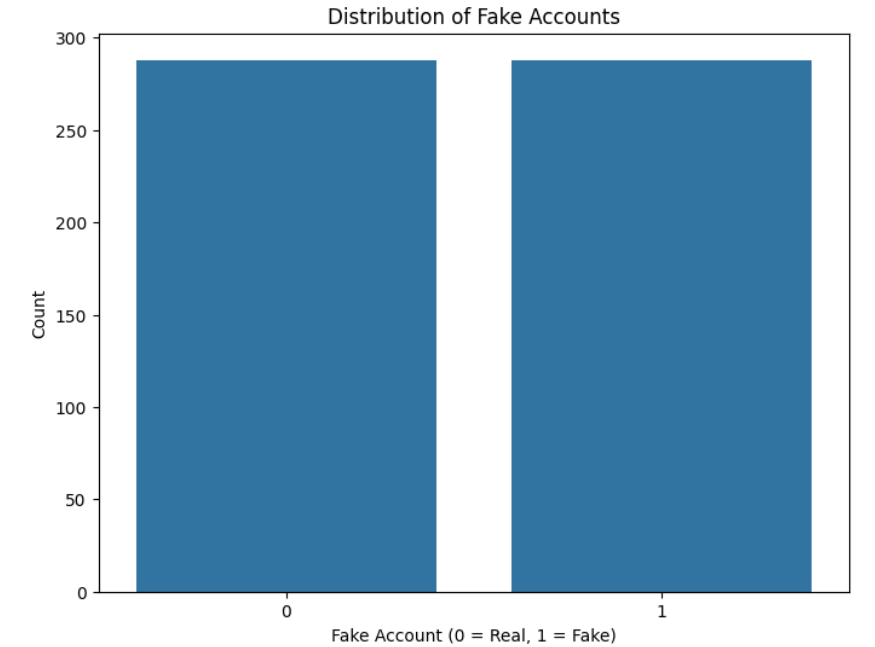 Distribution of Fake Accounts
300
250
200
150
100
50
0
Count
0 1
Fake Account (0 = Real, 1 = Fake)